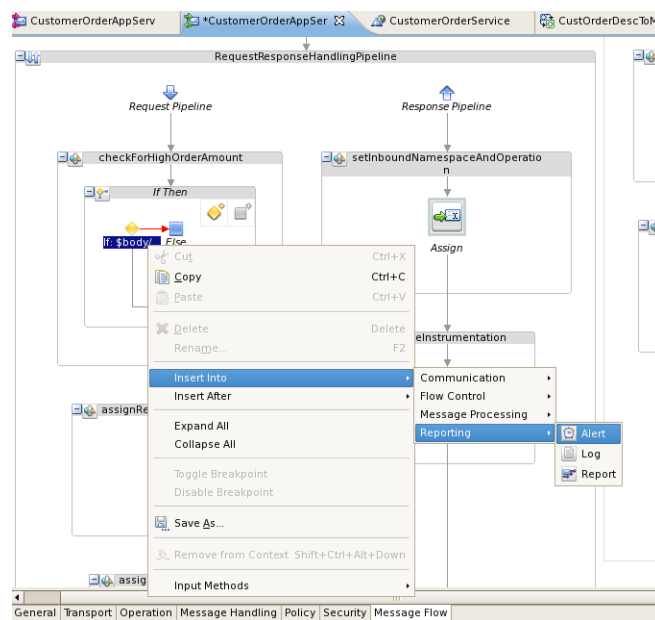 CustomerOrderAppServ
*CustomerOrderAppSer
CustomerOrderService
CustOrderDescToM
RequestResponseHandlingPipeline
Request Pipeline
Response Pipeline
checkForHighOrderAmount
setInboundNamespaceAndOperatio
n
If Then
If: $body/
Else
Assign
Cut Ctrl+X
Copy Ctrl+C
Paste Ctrl+V
Delete Delete
Rename... F2
eInstrumentation
Insert Into
Communication
Insert After
Flow Control
Message Processing
assignRe
Expand All
Reporting
Alert
Collapse All
Log
Toggle Breakpoint
Report
Disable Breakpoint
Save As...
Remove from Context Shift+Ctrl+Alt+Down
assig
Input Methods
General Transport Operation Message Handling Policy Security Message Flow